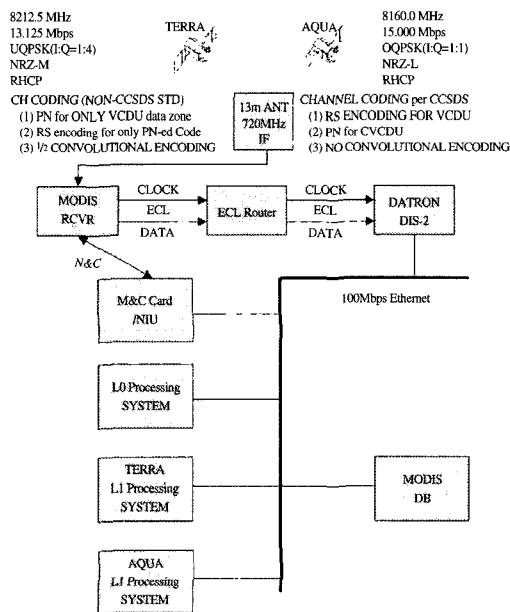 8212.5 MHz
13.125 Mbps
UQPSK(I:Q=1:4)
NRZ-M
RHCP
TERRA
AQUA
8160.0 MHz
15.000 Mbps
OQPSK(I:Q=1:1)
NRZ-L
RHCP
CH CODING (NON-CCSDS STD)
(1) PN for ONLY VCDU data zone
(2) RS encoding for only PN-ed Code
(3) 1/2 CONVOLUTIONAL ENCODING
13m ANT
720MHz
IF
CHANNEL CODING per CCSDS
(1) RS ENCODING FOR VCDU
(2) PN for CVCDU
(3) NO CONVOLUTIONAL ENCODING
MODIS
RCVR
CLOCK
ECL
DATA
ECL Router
CLOCK
ECL
DATA
DATRON
DIS-2
N&C
100Mbps Ethernet
M&C Card
/NIU
L0 Processing
SYSTEM
TERRA
L1 Processing
SYSTEM
MODIS
DB
AQUA
L1 Processing
SYSTEM